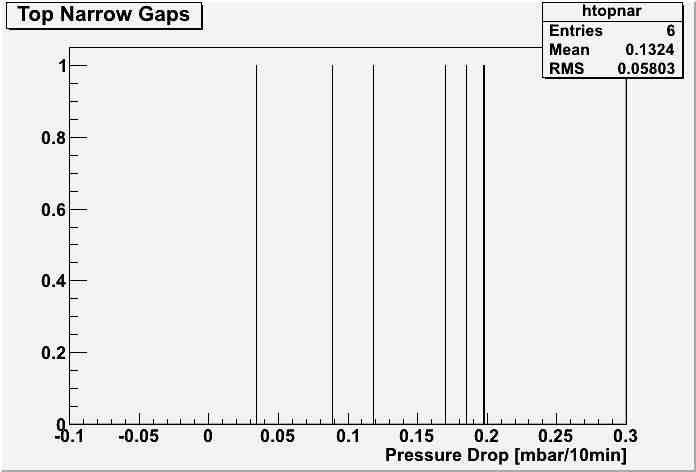 Top Narrow Gaps
htopnar
Entries 6
Mean 0.1324
RMS 0.05803
1
0.8
0.6
0.4
0.2
0
-0.1 -0.05 0 0.05 0.1 0.15 0.2 0.25 0.3
Pressure Drop [mbar/10min]